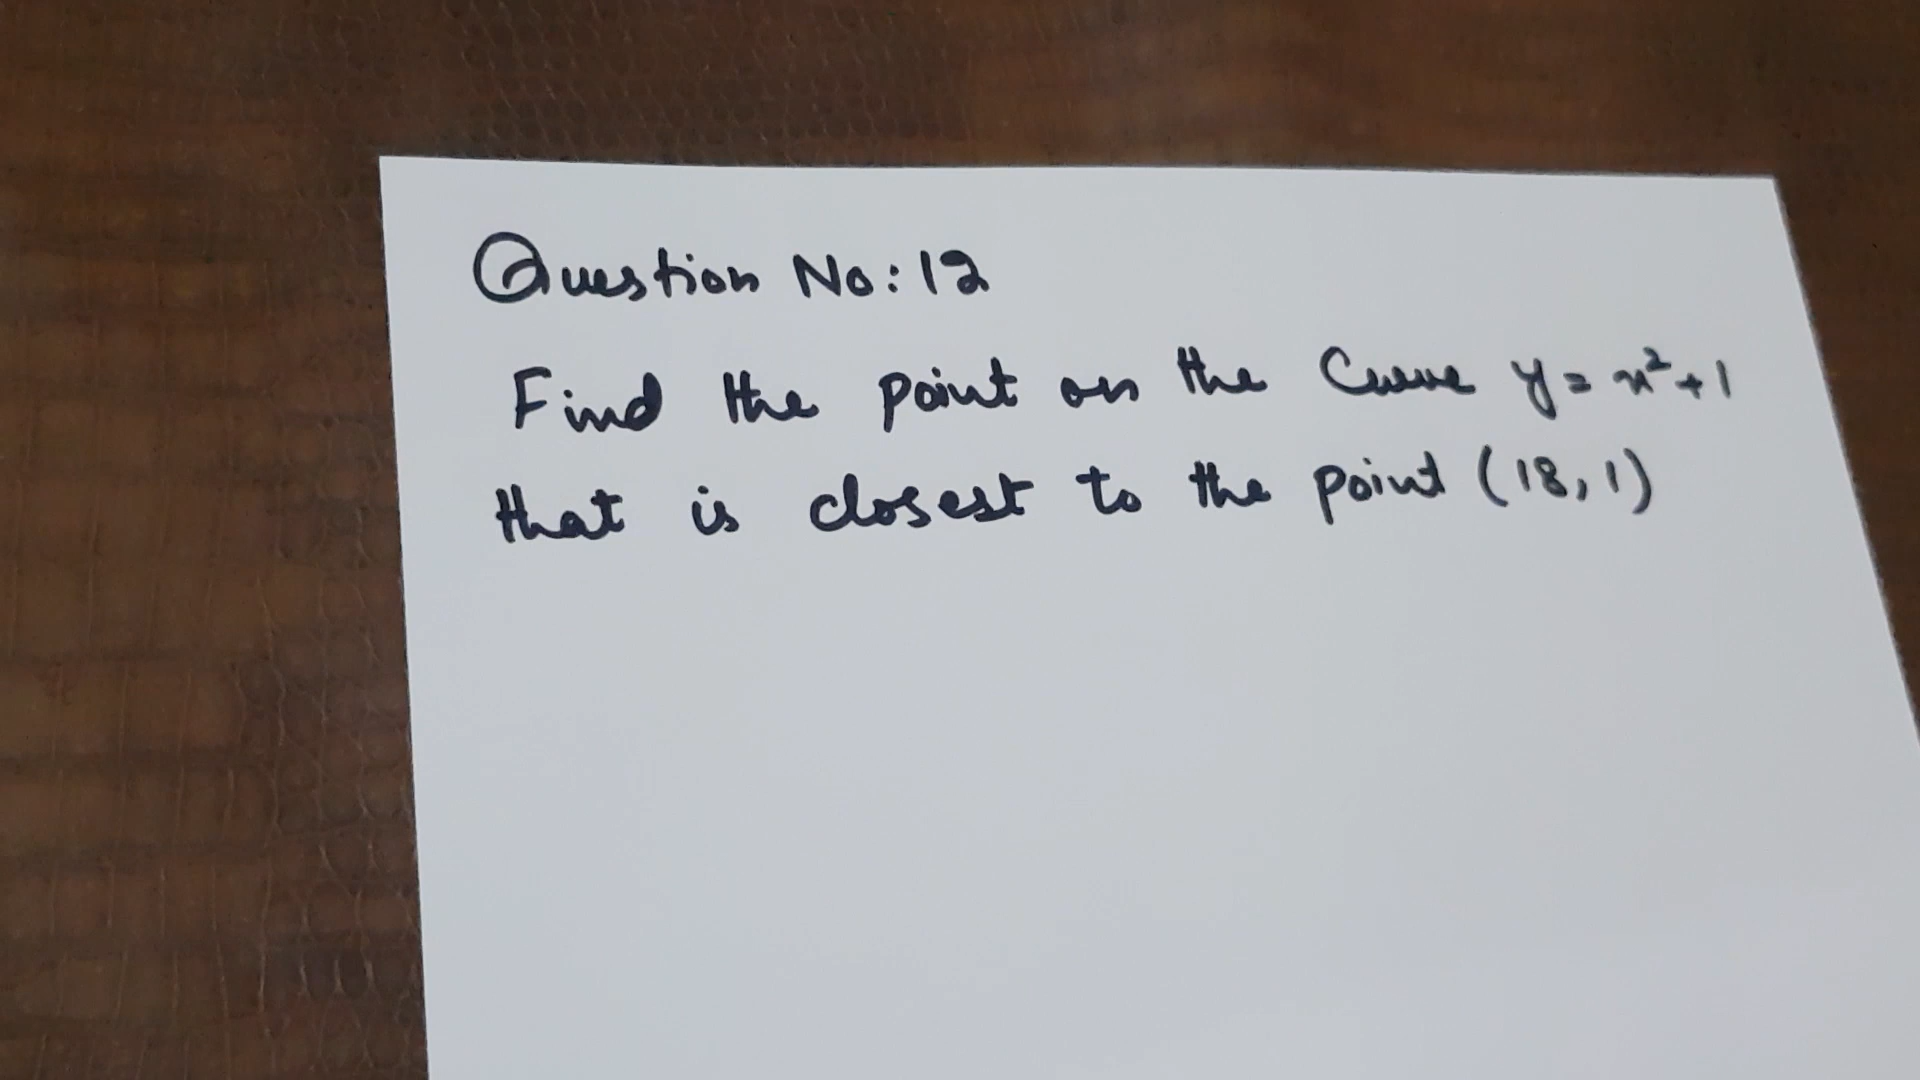 Question No: 12
Find the point on the Curve y = x² + 1
that is closest to the point (18, 1)